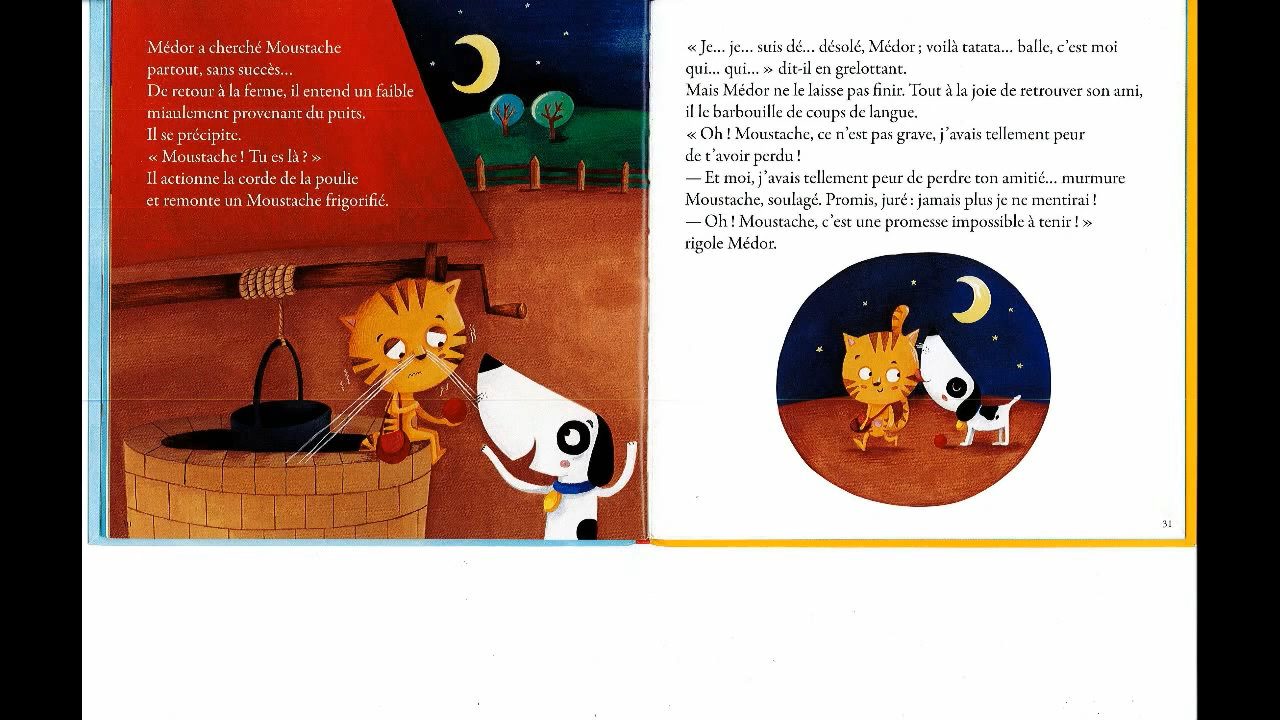 Médor a cherché Moustache
partout, sans succès...
De retour à la ferme, il entend un faible
miaulement provenant du puits.
Il se précipite.
« Moustache ! Tu es là ? »
Il actionne la corde de la poulie
et remonte un Moustache frigorifié.
« Je... je... suis dé... désolé, Médor ; voilà tatata... balle, c'est moi
qui... qui... » dit-il en grelottant.
Mais Médor ne le laisse pas finir. Tout à la joie de retrouver son ami,
il le barbouille de coups de langue.
« Oh ! Moustache, ce n'est pas grave, j'avais tellement peur
de t'avoir perdu !
— Et moi, j'avais tellement peur de perdre ton amitié... murmure
Moustache, soulagé. Promis, juré : jamais plus je ne mentirai !
— Oh ! Moustache, c'est une promesse impossible à tenir ! »
rigole Médor.
31